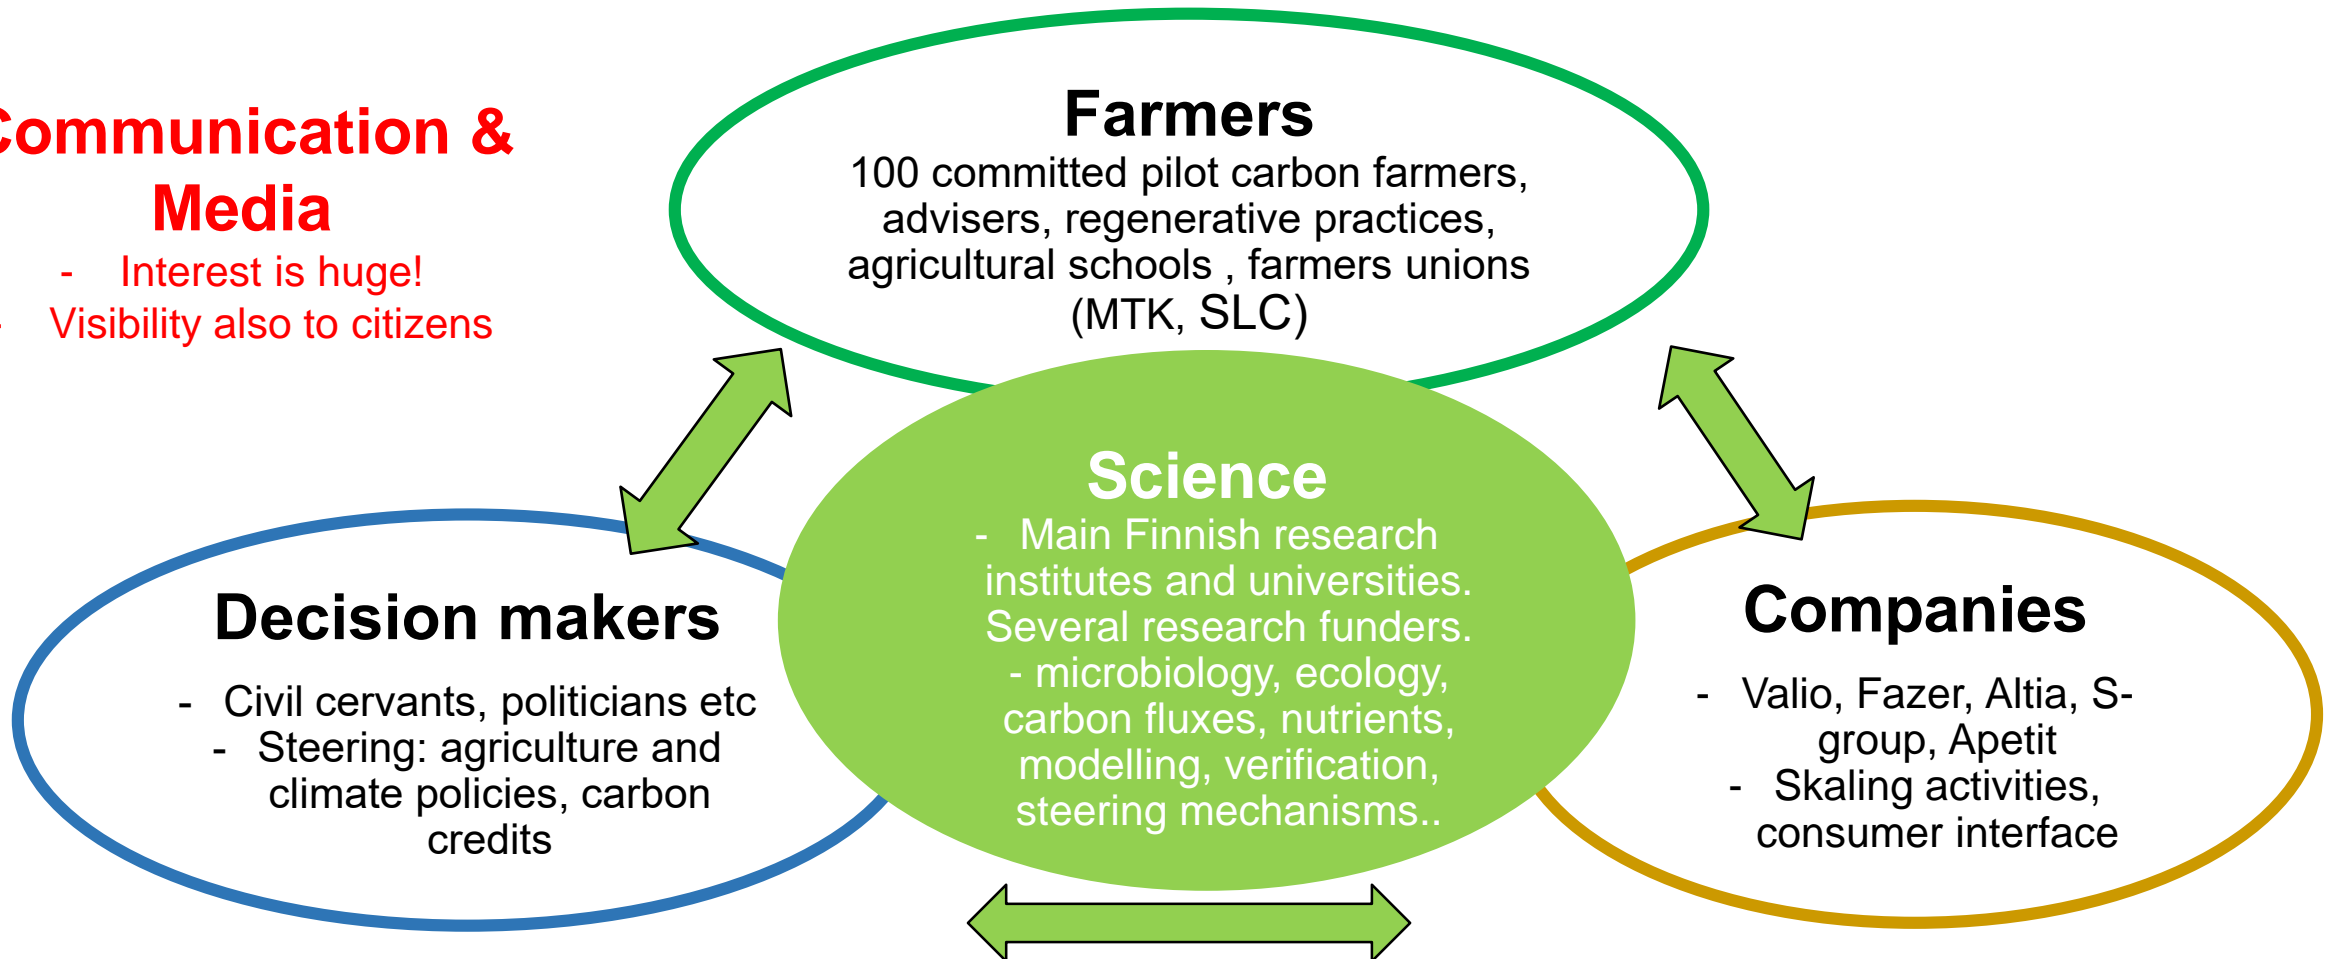 Communication &
Media
- Interest is huge!
- Visibility also to citizens
Farmers
100 committed pilot carbon farmers,
advisers, regenerative practices,
agricultural schools , farmers unions
(MTK, SLC)
Science
- Main Finnish research
institutes and universities.
Several research funders.
- microbiology, ecology,
carbon fluxes, nutrients,
modelling, verification,
steering mechanisms..
Decision makers
- Civil cervants, politicians etc
- Steering: agriculture and
climate policies, carbon
credits
Companies
- Valio, Fazer, Altia, S-
group, Apetit
- Skaling activities,
consumer interface